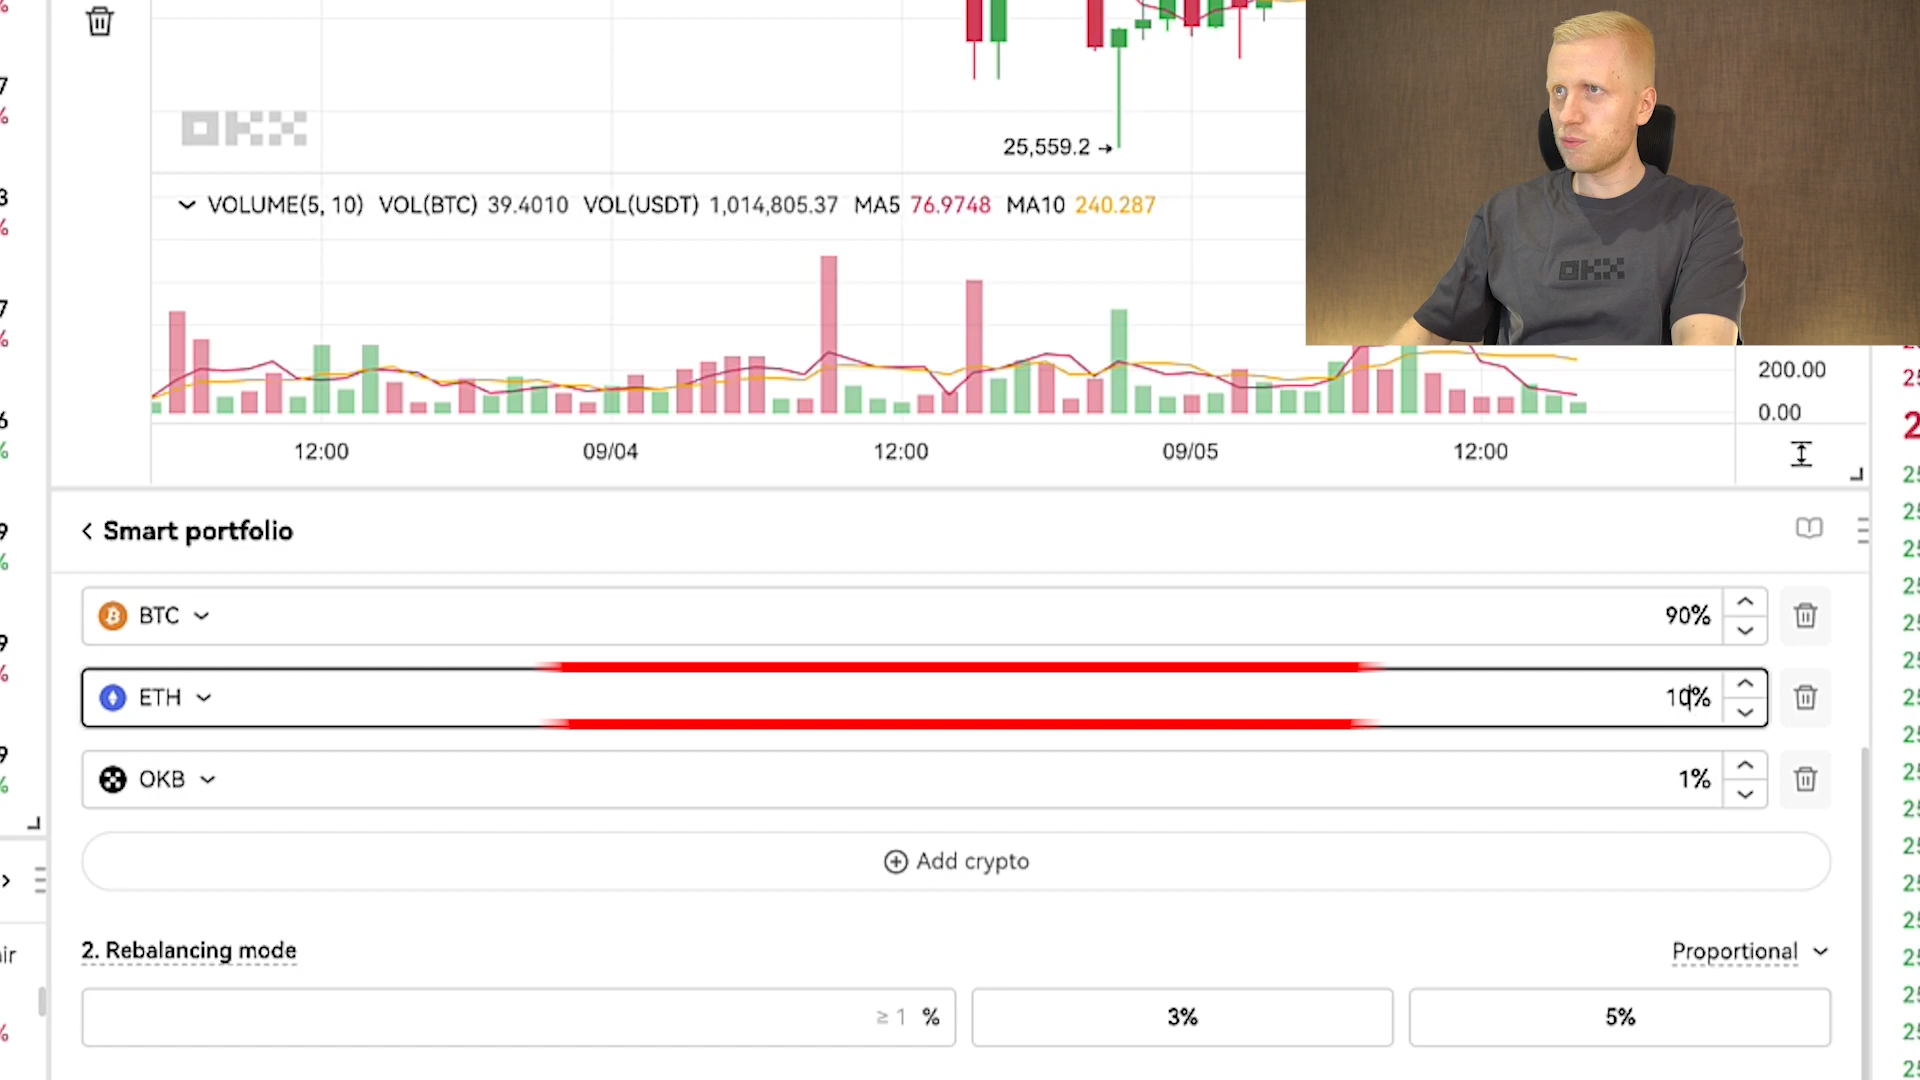 OKX
25,559.2 →
VOLUME(5, 10) VOL(BTC) 39.4010 VOL(USDT) 1,014,805.37 MA5 76.9748 MA10 240.287
OKX
200.00
0.00
12:00 09/04 12:00 09/05 12:00
Smart portfolio
BTC 90%
ETH 10%
OKB 1%
Add crypto
2. Rebalancing mode Proportional
≥ 1 % 3% 5%